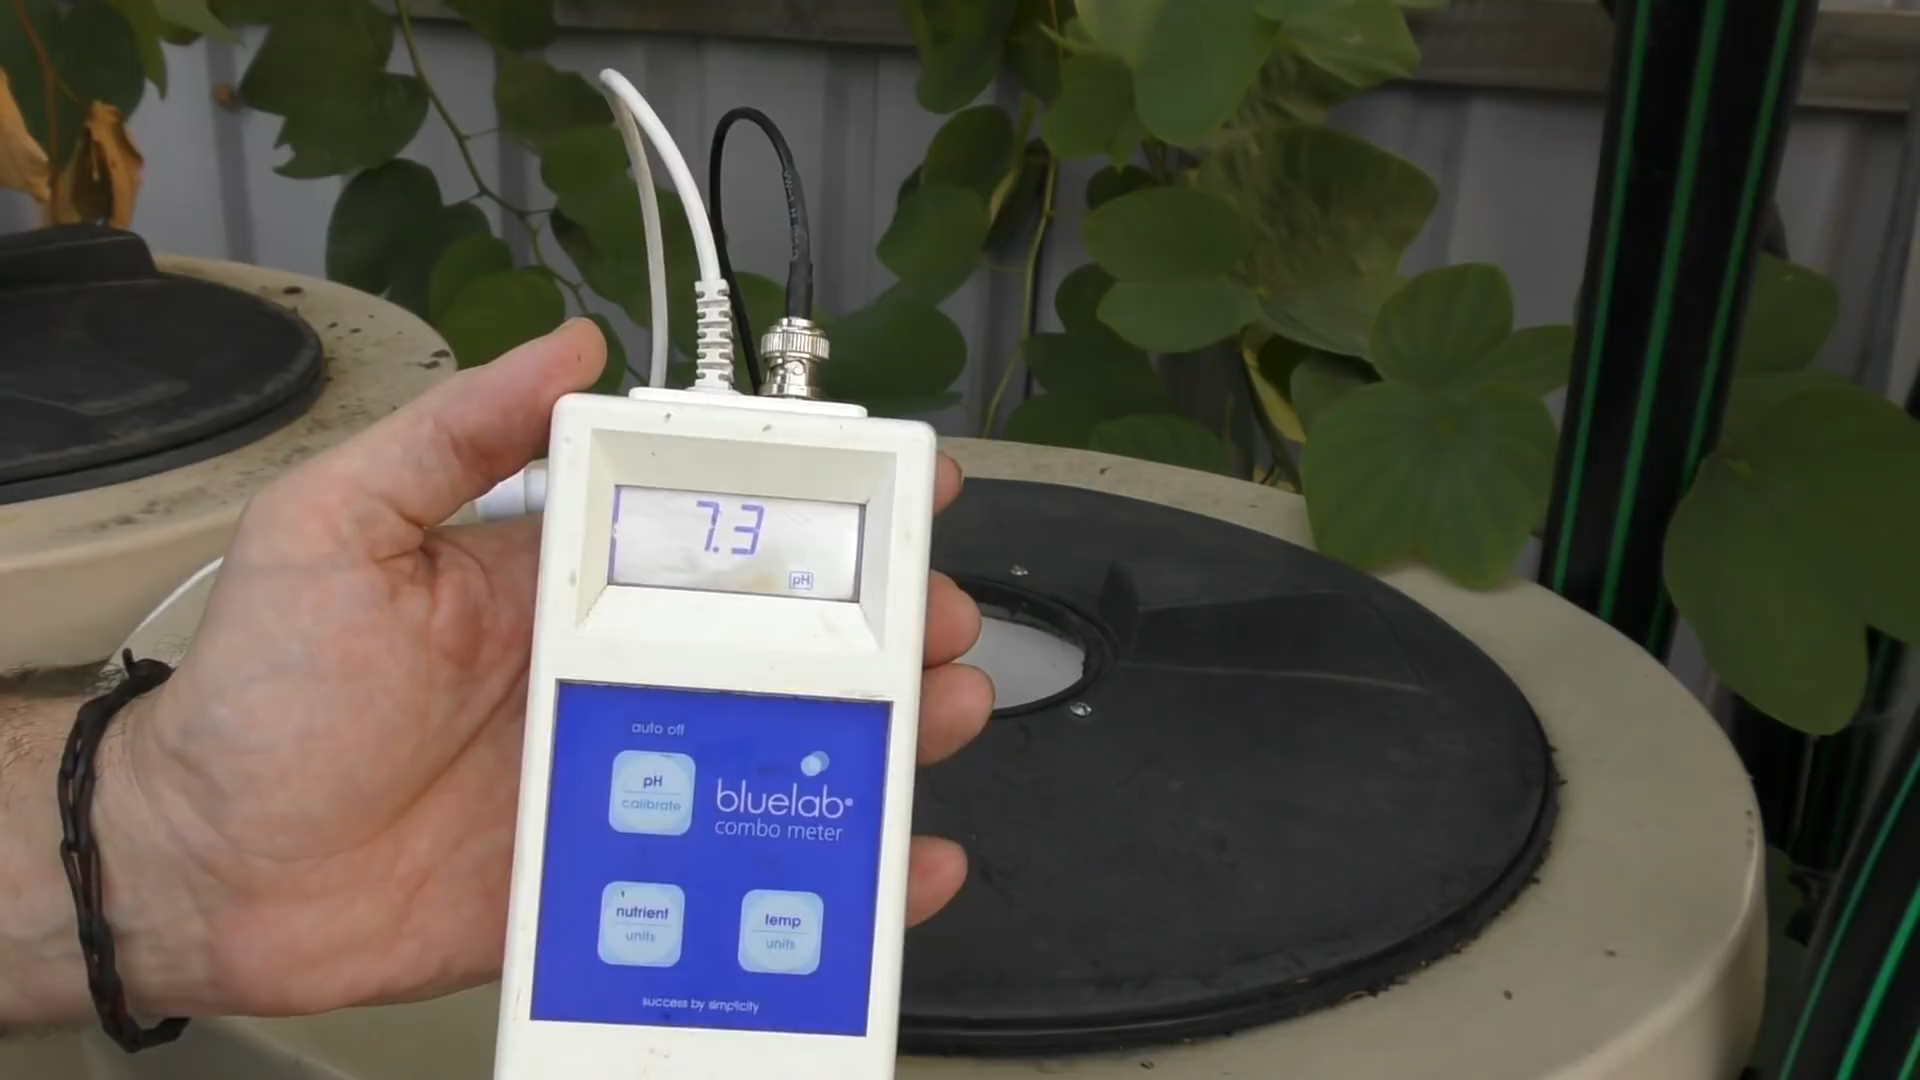 7.3
pH
auto off
pH
calibrate
bluelab
combo meter
nutrient
units
temp
units
success by simplicity